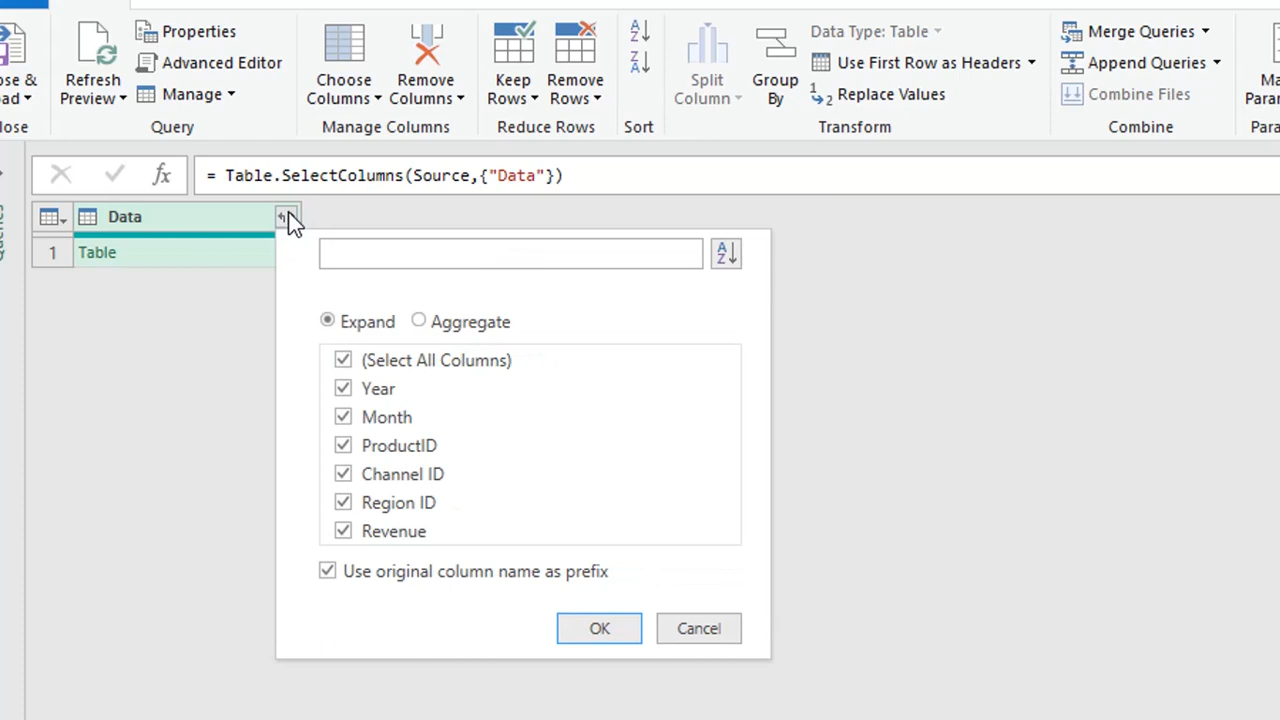 Properties
Advanced Editor
Manage
Refresh
Preview
Query
Choose
Columns
Remove
Columns
Manage Columns
Keep
Rows
Remove
Rows
Reduce Rows
Sort
Split
Column
Group
By
Data Type: Table
Use First Row as Headers
Replace Values
Transform
Merge Queries
Append Queries
Combine Files
Combine
= Table.SelectColumns(Source,{"Data"})
Data
1 Table
Expand Aggregate
(Select All Columns)
Year
Month
ProductID
Channel ID
Region ID
Revenue
Use original column name as prefix
OK Cancel